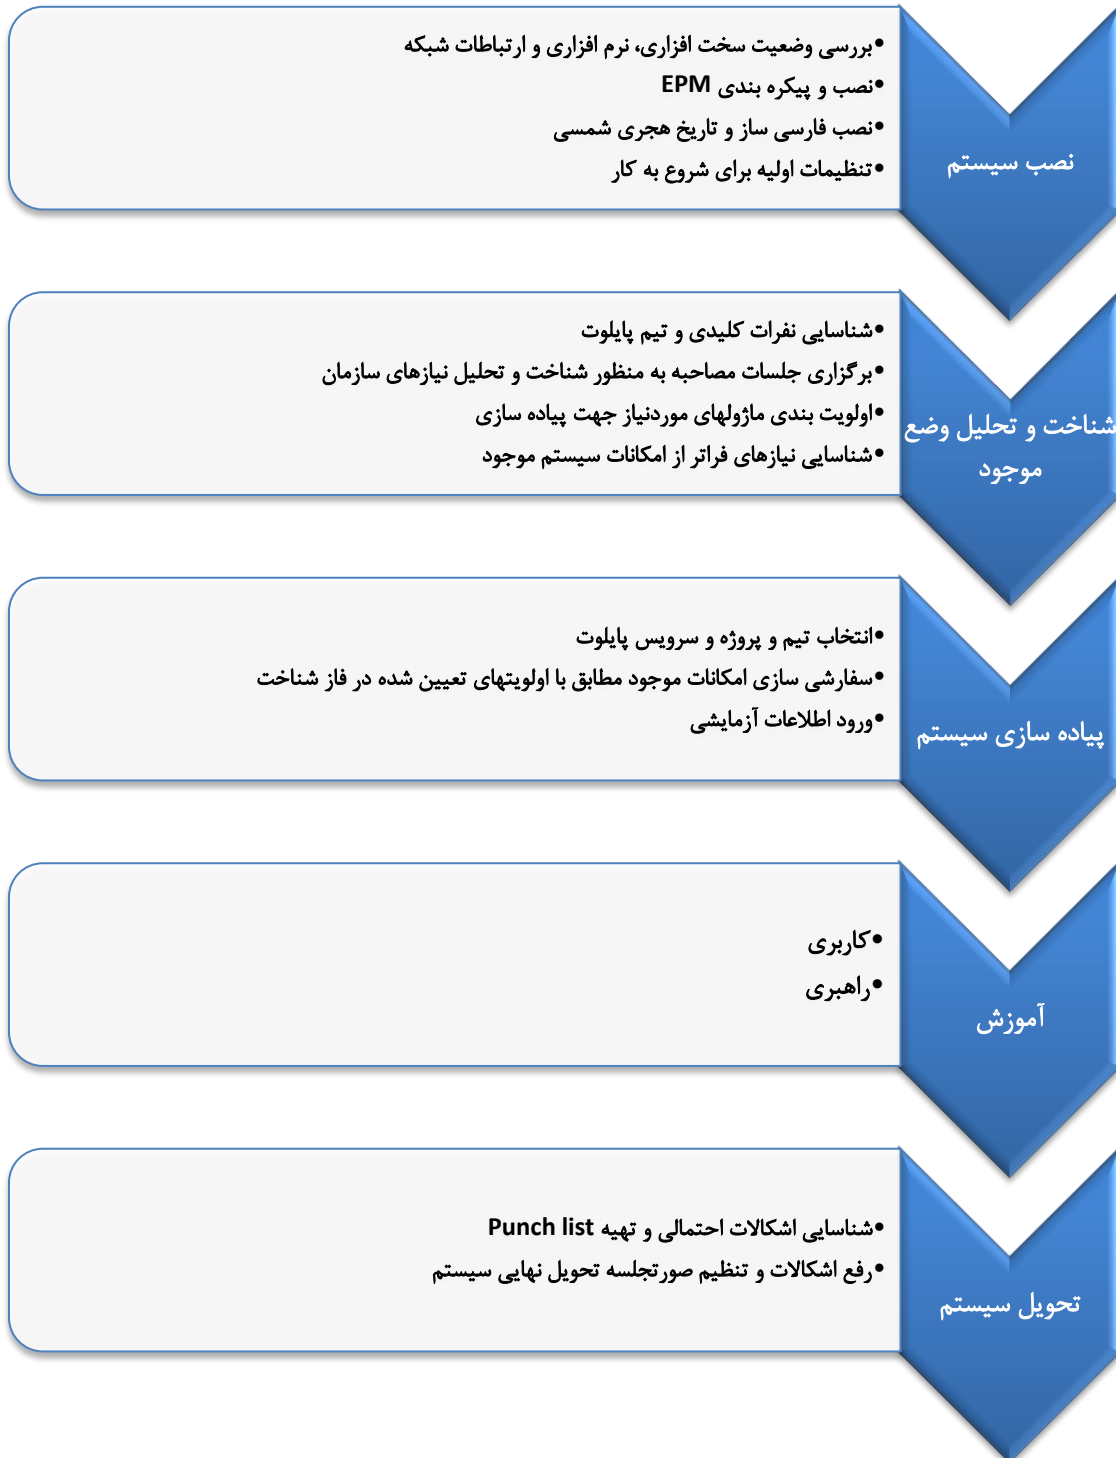 نصب سیستم
•بررسی وضعیت سخت افزاری، نرم افزاری و ارتباطات شبکه
•نصب و پیکره بندی EPM
•نصب فارسی ساز و تاریخ هجری شمسی
•تنظیمات اولیه برای شروع به کار
شناخت و تحلیل وضع
موجود
•شناسایی نفرات کلیدی و تیم پایلوت
•برگزاری جلسات مصاحبه به منظور شناخت و تحلیل نیازهای سازمان
•اولویت بندی ماژولهای موردنیاز جهت پیاده سازی
•شناسایی نیازهای فراتر از امکانات سیستم موجود
پیاده سازی سیستم
•انتخاب تیم و پروژه و سرویس پایلوت
•سفارشی سازی امکانات موجود مطابق با اولویتهای تعیین شده در فاز شناخت
•ورود اطلاعات آزمایشی
آموزش
•کاربری
•راهبری
تحویل سیستم
•شناسایی اشکالات احتمالی و تهیه Punch list
•رفع اشکالات و تنظیم صورتجلسه تحویل نهایی سیستم